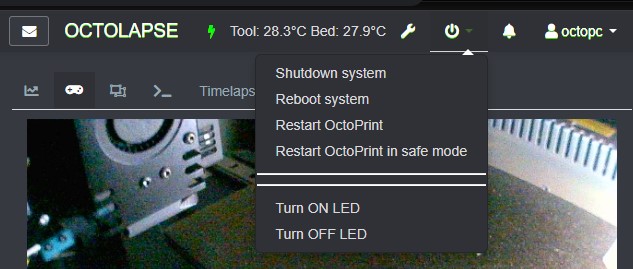 OCTOLAPSE
Tool: 28.3°C Bed: 27.9°C
octopc
Timelaps
Shutdown system
Reboot system
Restart OctoPrint
Restart OctoPrint in safe mode
Turn ON LED
Turn OFF LED